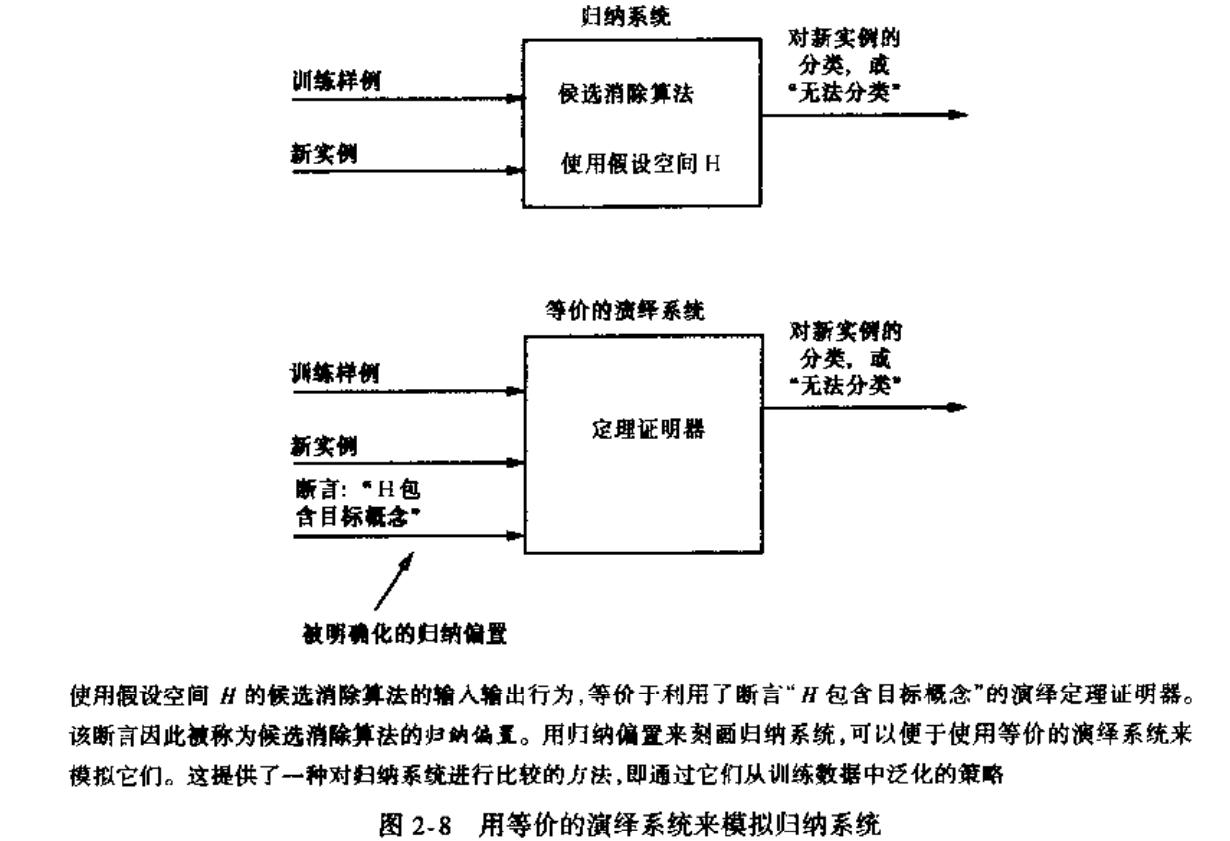 归纳系统
训练样例
新实例
候选消除算法
使用假设空间 H
对新实例的
分类，或
“无法分类”
等价的演绎系统
训练样例
新实例
断言：“H包
含目标概念”
定理证明器
对新实例的
分类，或
“无法分类”
被明确化的归纳偏置
使用假设空间 H 的候选消除算法的输入输出行为,等价于利用了断言“H 包含目标概念”的演绎定理证明器。
该断言因此被称为候选消除算法的归纳偏置。用归纳偏置来刻画归纳系统,可以便于使用等价的演绎系统来
模拟它们。这提供了一种对归纳系统进行比较的方法,即通过它们从训练数据中泛化的策略
图 2-8 用等价的演绎系统来模拟归纳系统